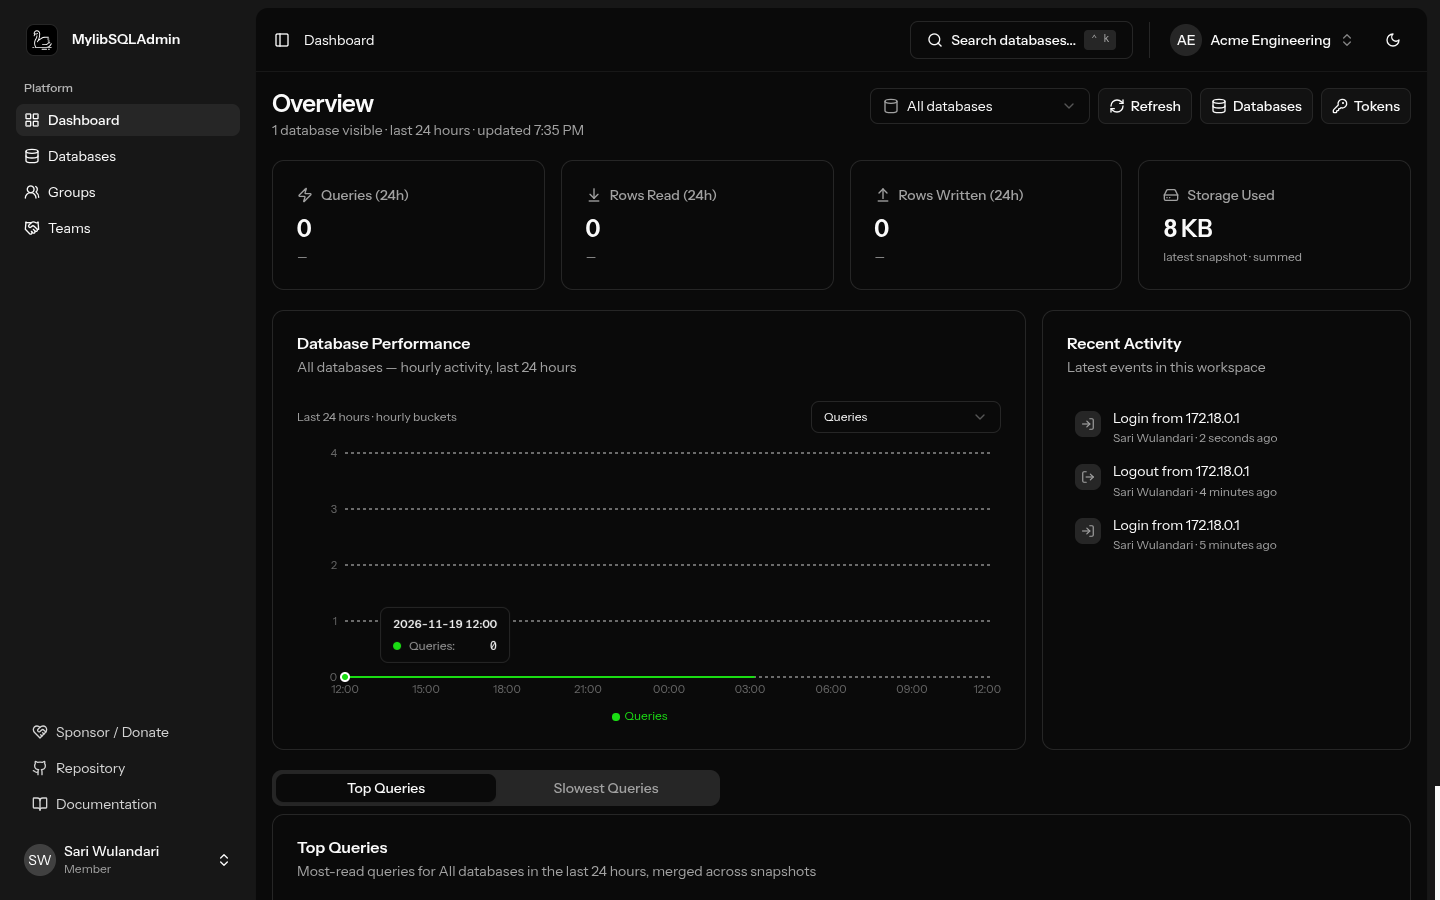 MylibSQLAdmin
Platform
Dashboard
Databases
Groups
Teams
Sponsor / Donate
Repository
Documentation
SW
Sari Wulandari
Member
Dashboard
Search databases...
^ k
AE
Acme Engineering
Overview
1 database visible · last 24 hours · updated 7:35 PM
All databases
Refresh
Databases
Tokens
Queries (24h)
0
—
Rows Read (24h)
0
—
Rows Written (24h)
0
—
Storage Used
8 KB
latest snapshot · summed
Database Performance
All databases — hourly activity, last 24 hours
Last 24 hours · hourly buckets
Queries
4
3
2
1
0
2026-11-19 12:00
Queries: 0
12:00 15:00 18:00 21:00 00:00 03:00 06:00 09:00 12:00
Queries
Recent Activity
Latest events in this workspace
Login from 172.18.0.1
Sari Wulandari · 2 seconds ago
Logout from 172.18.0.1
Sari Wulandari · 4 minutes ago
Login from 172.18.0.1
Sari Wulandari · 5 minutes ago
Top Queries
Slowest Queries
Top Queries
Most-read queries for All databases in the last 24 hours, merged across snapshots